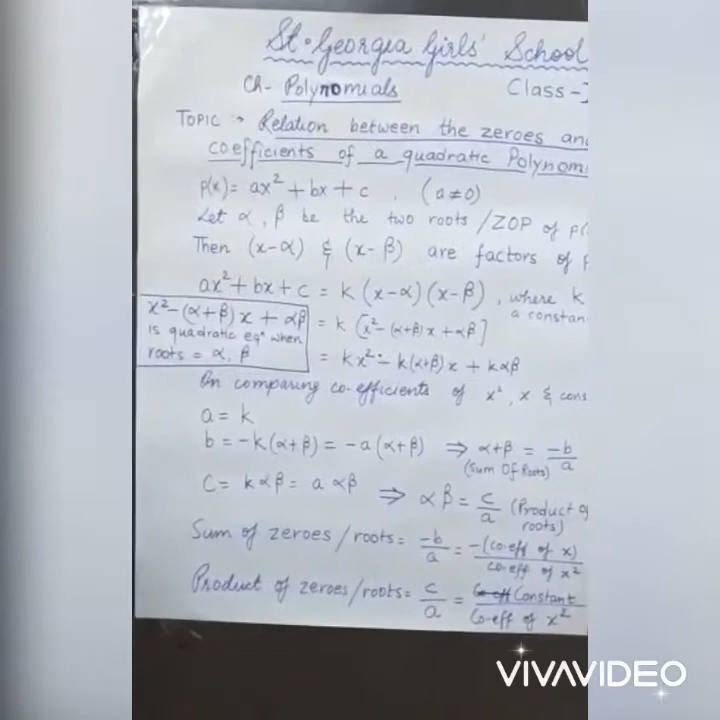 St. Georgia Girls' School
Ch- Polynomials Class-
TOPIC :- Relation between the zeroes an
coefficients of a quadratic Polynom
P(x) = ax² + bx + c , (a≠0)
Let α, β be the two roots /ZOP of p(
Then (x-α) & (x-β) are factors of
ax² + bx + c = k (x-α) (x-β), where k
a constan
x² - (α+β) x + αβ
is quadratic eqⁿ when
roots = α, β
= k [x² - (α+β)x + αβ]
= kx² - k(α+β)x + kαβ
On comparing co-efficients of x², x & cons
a = k
b = -k(α+β) = -a(α+β) ⇒ α+β = -b/a
(Sum Of Roots)
C = kαβ = aαβ ⇒ αβ = c/a (Product of
roots)
Sum of zeroes/roots = -b/a = -(co-eff of x)/co-eff of x²
Product of zeroes/roots = c/a = Constant/Co-eff of x²
VIVAVIDEO